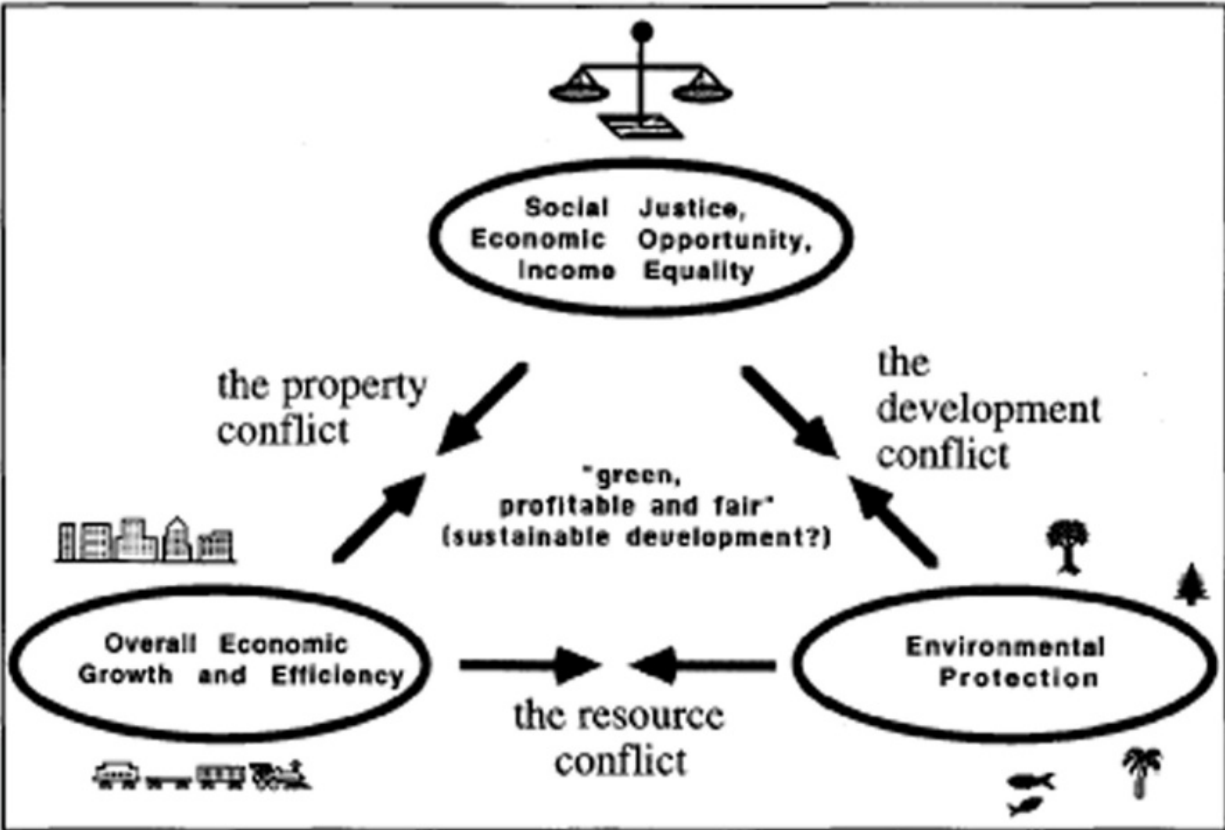 Social Justice,
Economic Opportunity,
Income Equality
the property
conflict
the
development
conflict
"green,
profitable and fair"
(sustainable development?)
Overall Economic
Growth and Efficiency
Environmental
Protection
the resource
conflict